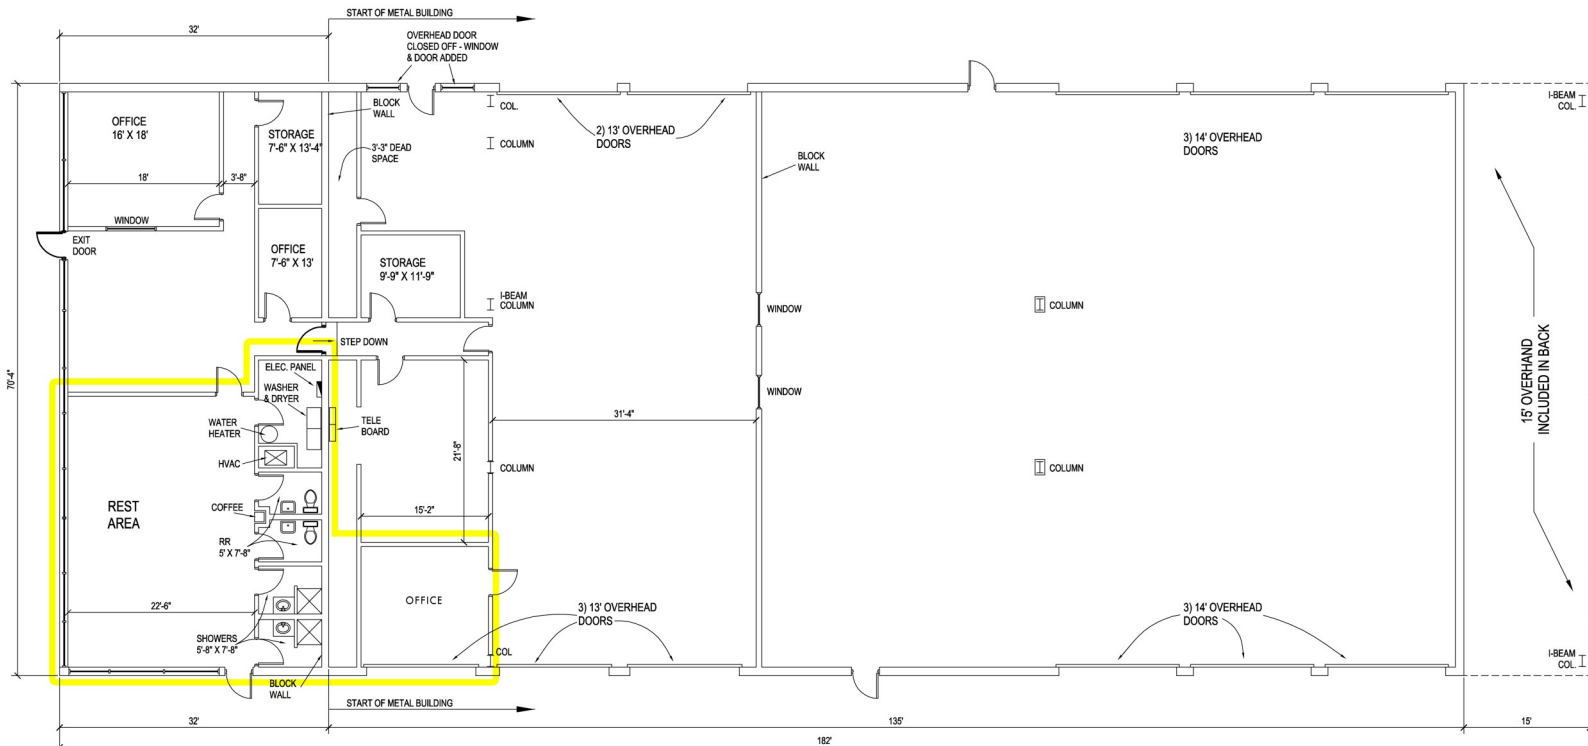 START OF METAL BUILDING
32'
OVERHEAD DOOR
CLOSED OFF - WINDOW
& DOOR ADDED
BLOCK
WALL
COL.
I-BEAM
COL.
OFFICE
16' X 18'
STORAGE
7'-6" X 13'-4"
2) 13' OVERHEAD
DOORS
3) 14' OVERHEAD
DOORS
COLUMN
3'-3" DEAD
SPACE
BLOCK
WALL
18'
3'-8"
WINDOW
EXIT
DOOR
OFFICE
7'-6" X 13'
STORAGE
9'-9" X 11'-9"
I-BEAM
COLUMN
WINDOW
COLUMN
STEP DOWN
70'-4"
ELEC. PANEL
WASHER
& DRYER
WINDOW
15' OVERHAND
INCLUDED IN BACK
WATER
HEATER
TELE
BOARD
31'-4"
21'-8"
HVAC
COLUMN
COLUMN
REST
AREA
COFFEE
15'-2"
RR
5' X 7'-8"
OFFICE
22'-6"
3) 13' OVERHEAD
DOORS
3) 14' OVERHEAD
DOORS
SHOWERS
5'-8" X 7'-8"
COL
I-BEAM
COL.
BLOCK
WALL
START OF METAL BUILDING
32'
135'
15'
182'